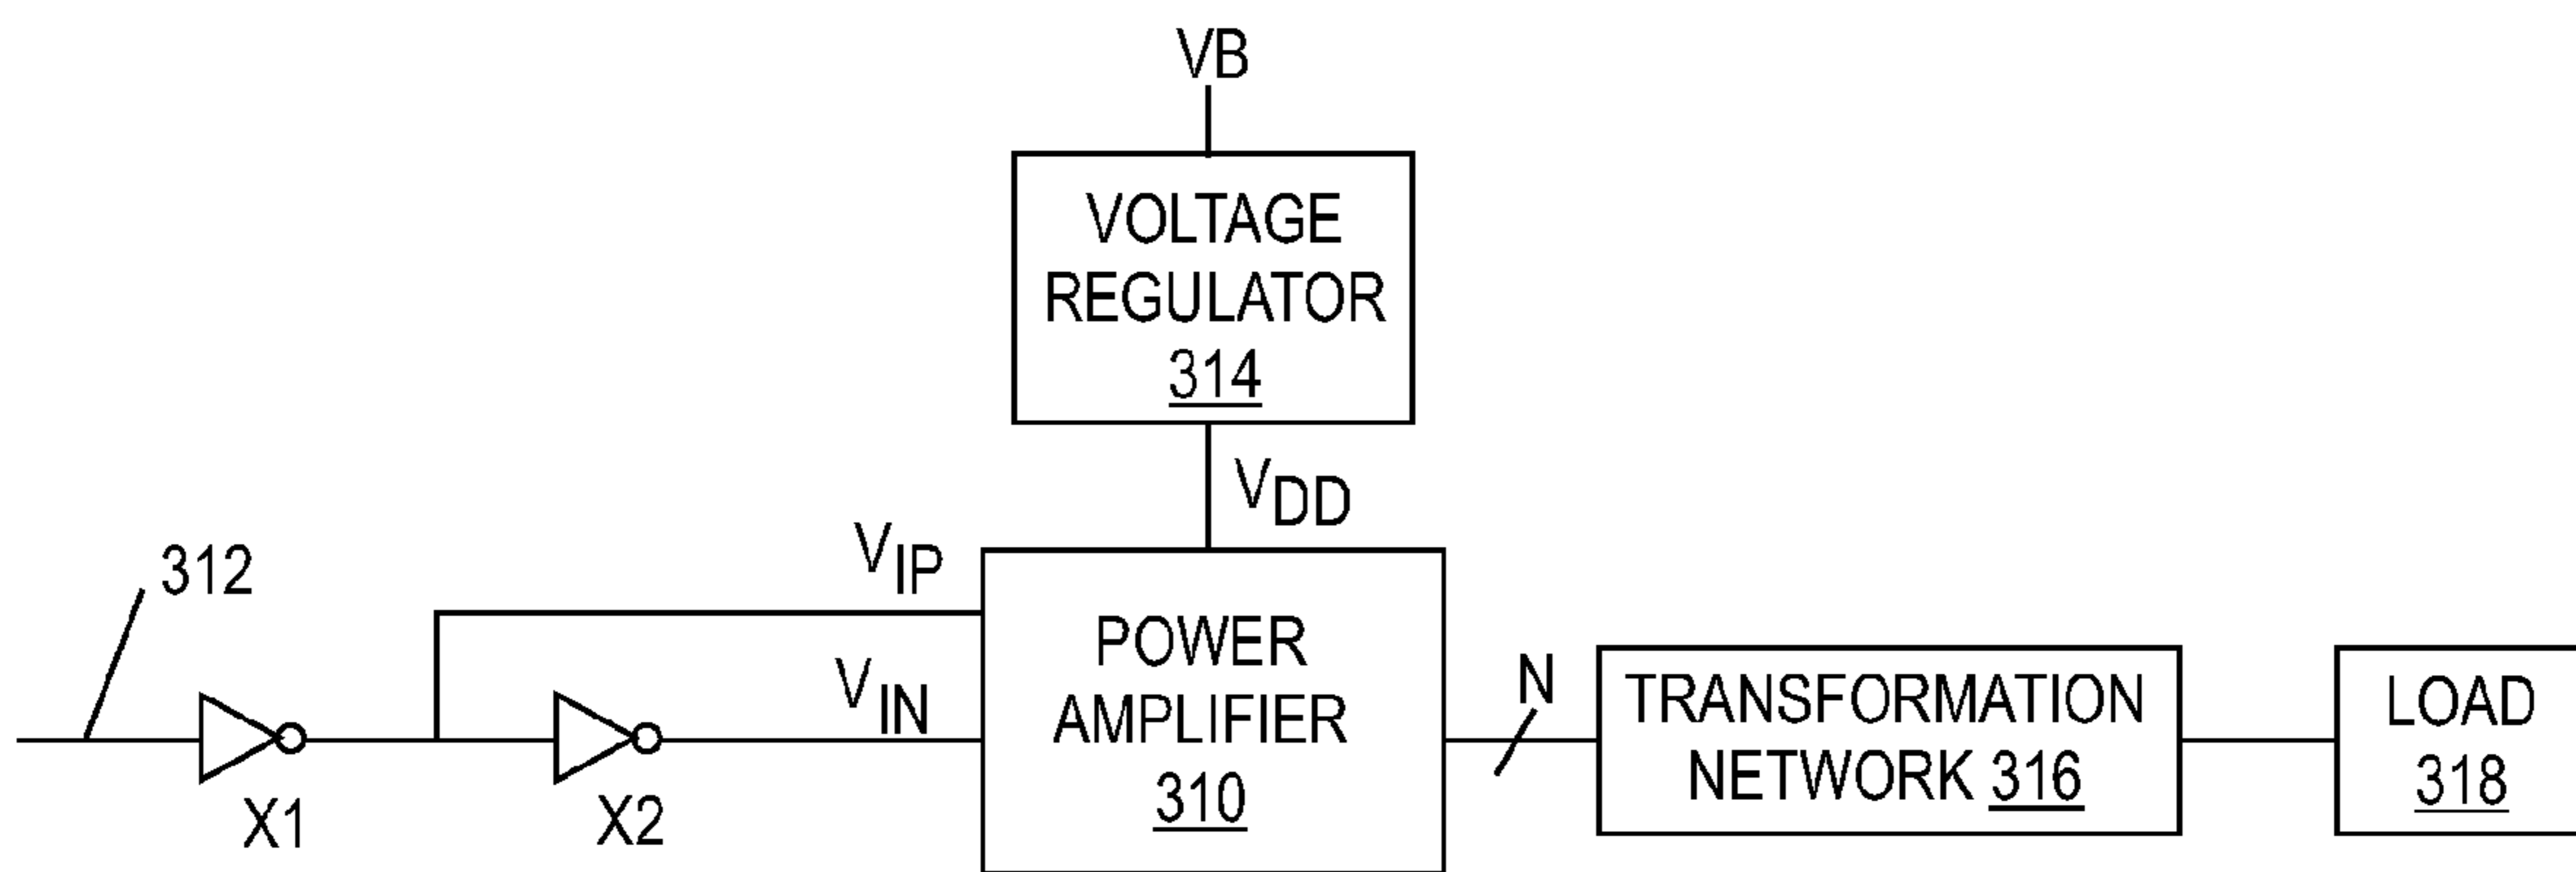 VB
VOLTAGE
REGULATOR
314
VDD
312
VIP
VIN
X1
X2
POWER
AMPLIFIER
310
N
TRANSFORMATION
NETWORK 316
LOAD
318